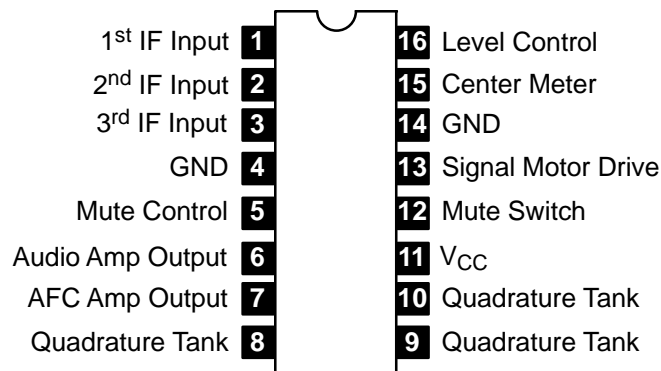 1st IF Input 1 16 Level Control
2nd IF Input 2 15 Center Meter
3rd IF Input 3 14 GND
GND 4 13 Signal Motor Drive
Mute Control 5 12 Mute Switch
Audio Amp Output 6 11 VCC
AFC Amp Output 7 10 Quadrature Tank
Quadrature Tank 8 9 Quadrature Tank